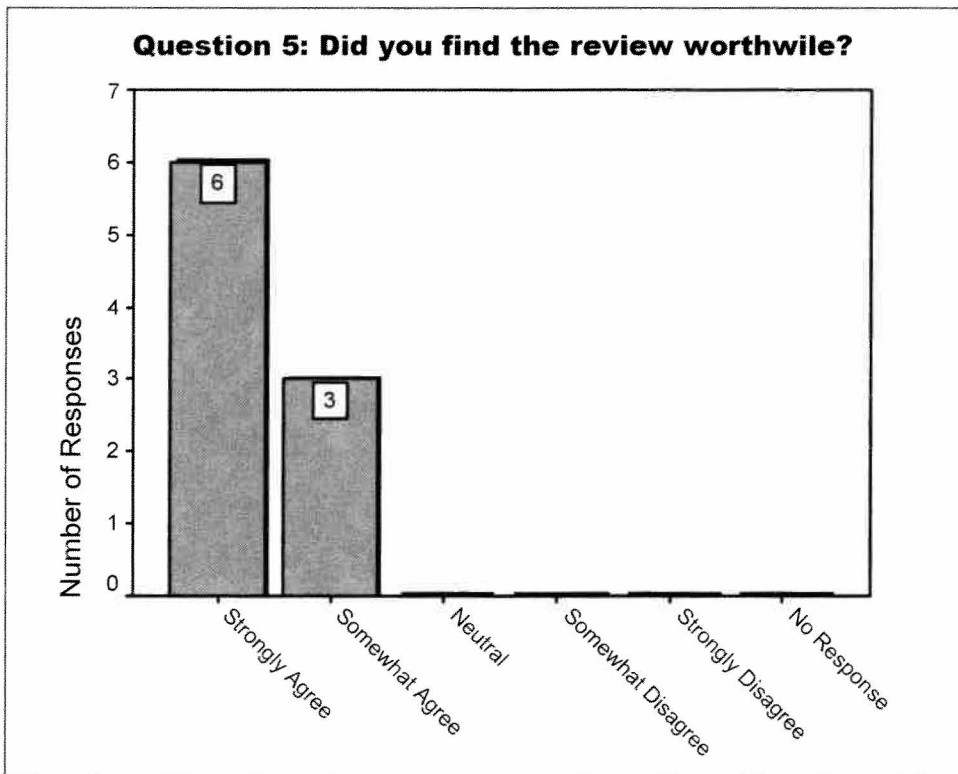 Question 5: Did you find the review worthwile?
Number of Responses
7
6
5
4
3
2
1
0
6
3
Strongly Agree
Somewhat Agree
Neutral
Somewhat Disagree
Strongly Disagree
No Response